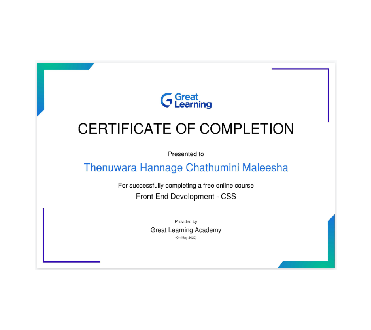 Great
Learning
CERTIFICATE OF COMPLETION
Presented to
Thenuwara Hannage Chathumini Maleesha
For successfully completing a free online course
Front End Development - CSS
Provided by
Great Learning Academy